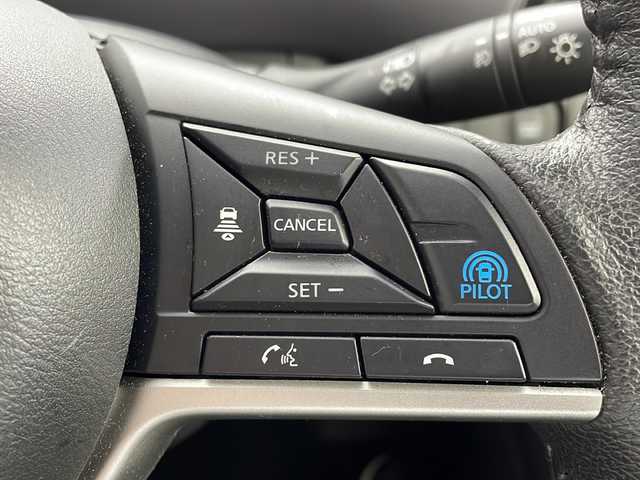 AUTO
RES +
CANCEL
SET −
PILOT